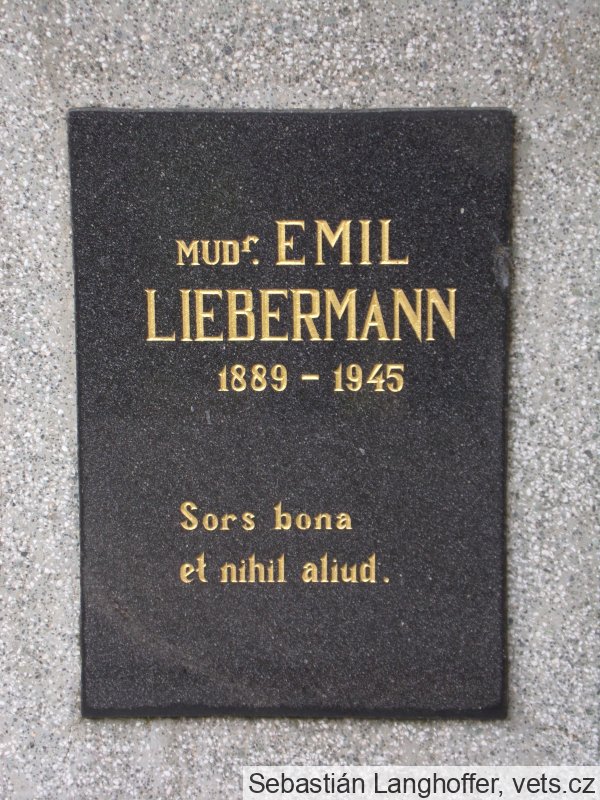 MUDr. EMIL
LIEBERMANN
1889 - 1945
Sors bona
et nihil aliud.
Sebastián Langhoffer, vets.cz